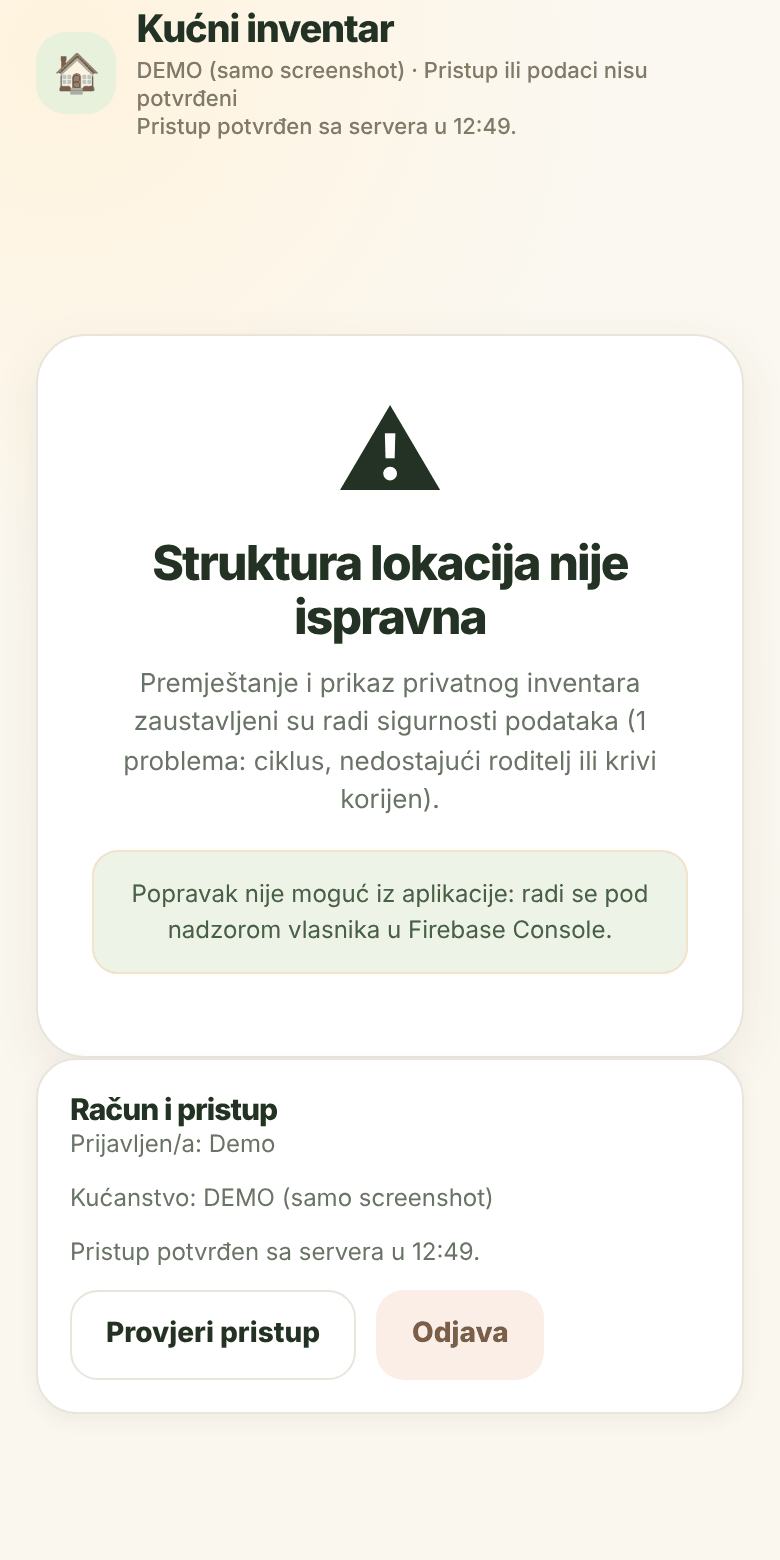 Kućni inventar
DEMO (samo screenshot) · Pristup ili podaci nisu
potvrđeni
Pristup potvrđen sa servera u 12:49.
Struktura lokacija nije
ispravna
Premještanje i prikaz privatnog inventara
zaustavljeni su radi sigurnosti podataka (1
problema: ciklus, nedostajući roditelj ili krivi
korijen).
Popravak nije moguć iz aplikacije: radi se pod
nadzorom vlasnika u Firebase Console.
Račun i pristup
Prijavljen/a: Demo
Kućanstvo: DEMO (samo screenshot)
Pristup potvrđen sa servera u 12:49.
Provjeri pristup
Odjava